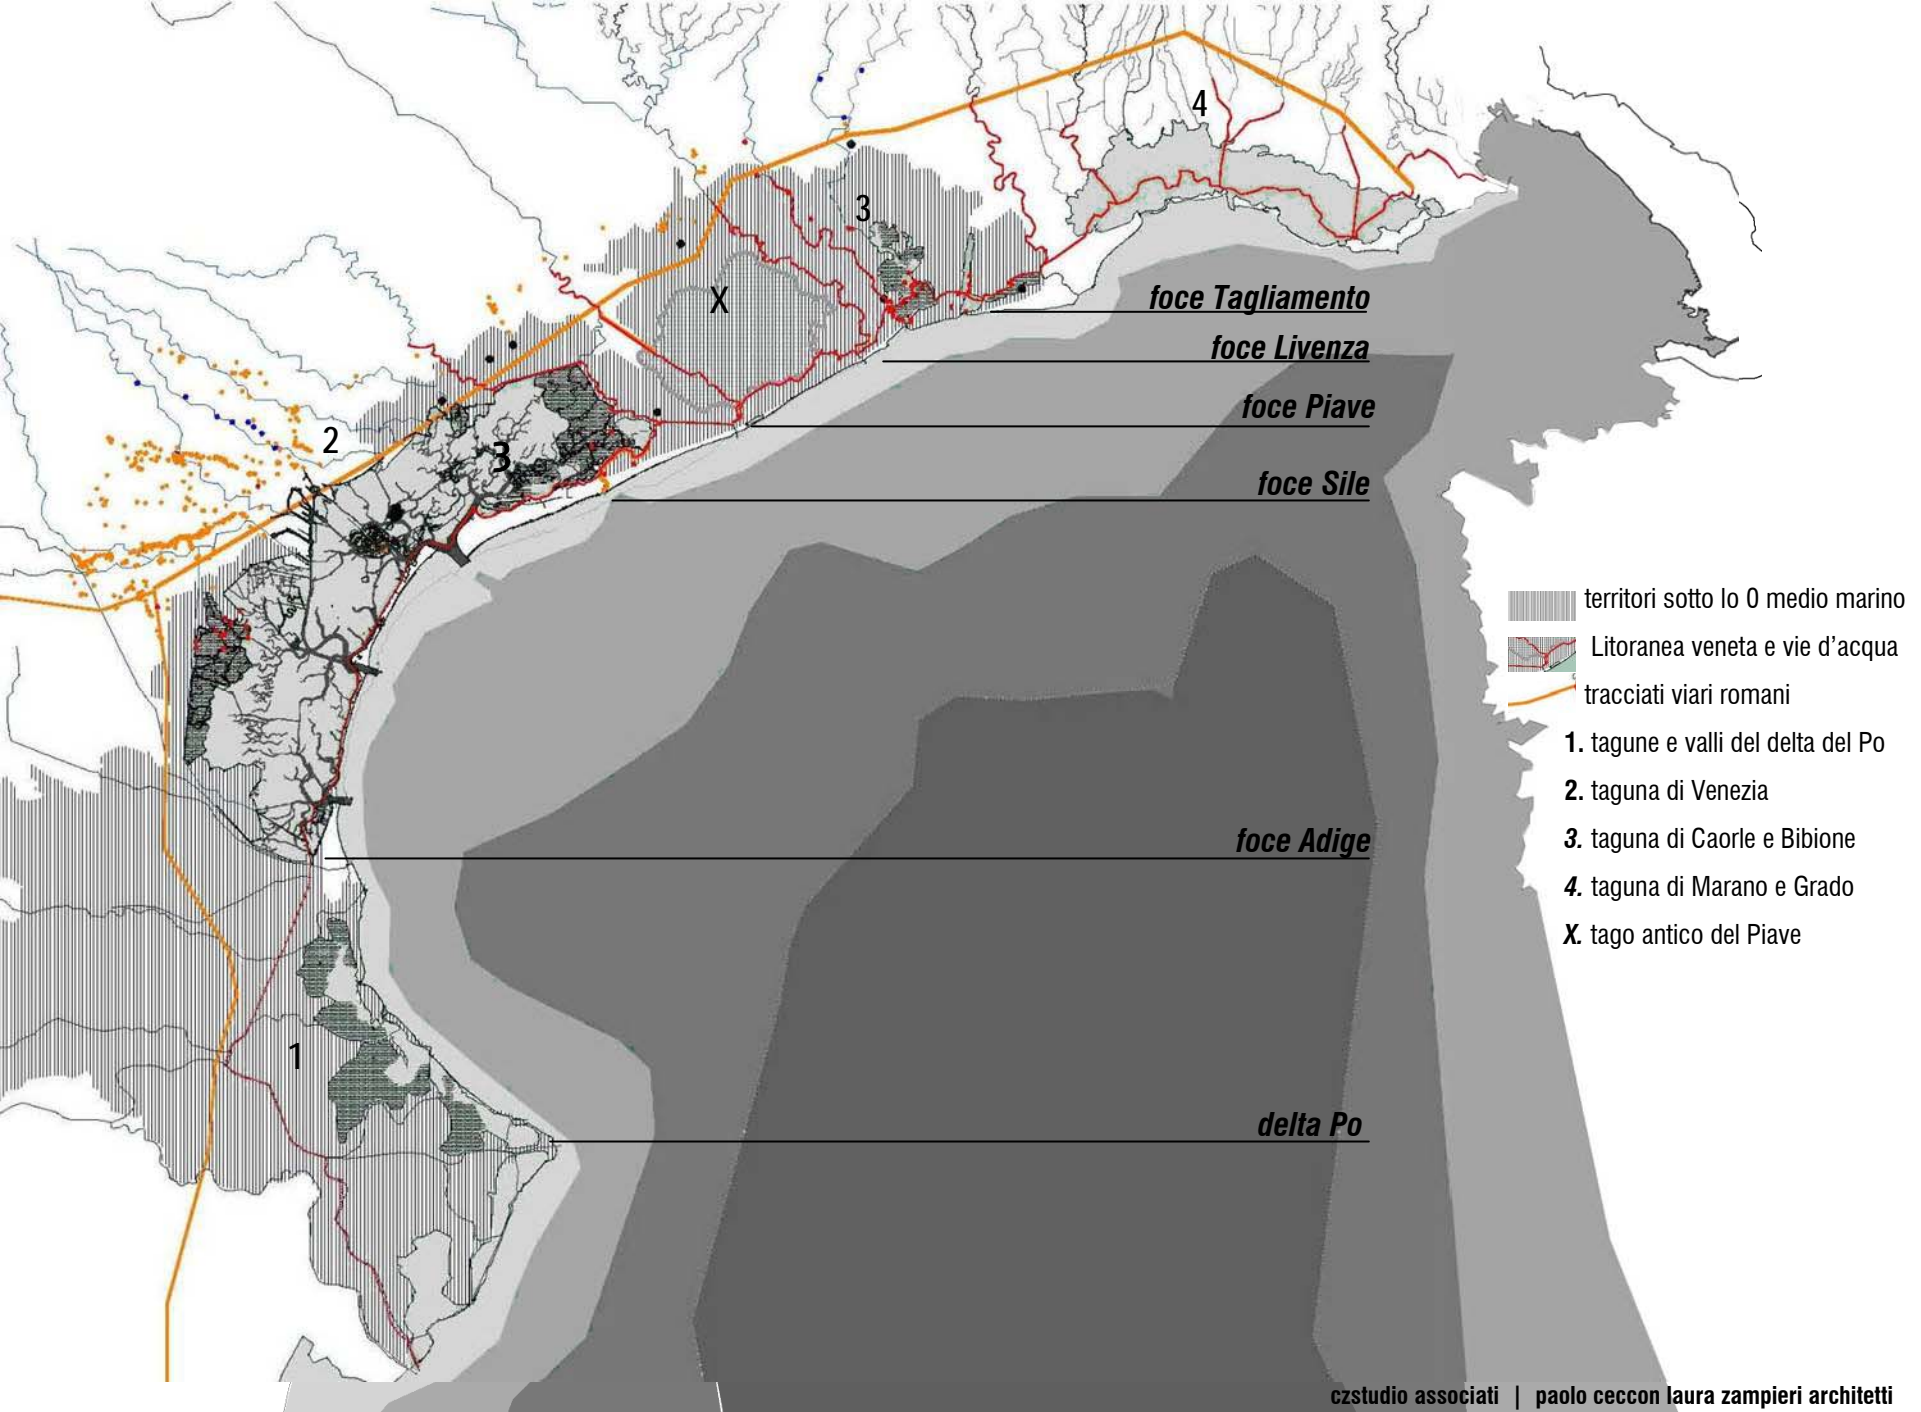 4
3
X
foce Tagliamento
foce Livenza
foce Piave
2
3
foce Sile
territori sotto lo 0 medio marino
Litoranea veneta e vie d'acqua
tracciati viari romani
1. tagune e valli del delta del Po
2. taguna di Venezia
3. taguna di Caorle e Bibione
4. taguna di Marano e Grado
X. tago antico del Piave
foce Adige
1
delta Po
czstudio associati | paolo ceccon laura zampieri architetti